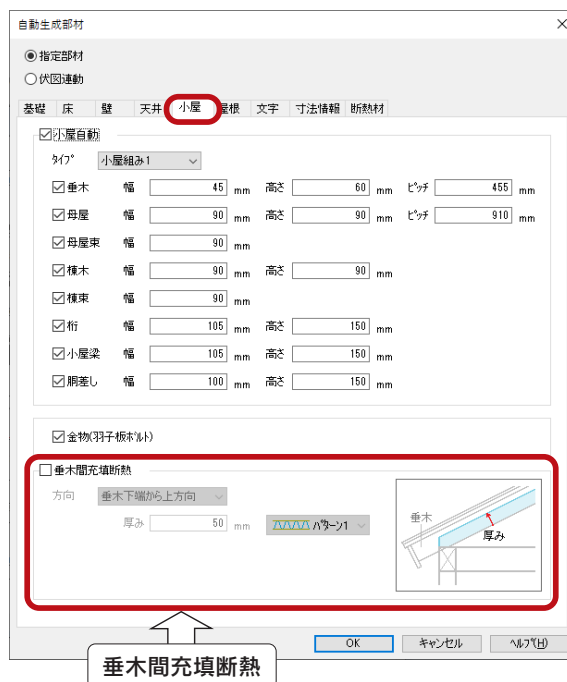 自動生成部材
指定部材
伏図連動
基礎 床 壁 天井 小屋 屋根 文字 寸法情報 断熱材
小屋自動
ﾀｲﾌﾟ 小屋組み1
垂木 幅 45 mm 高さ 60 mm ﾋﾟｯﾁ 455 mm
母屋 幅 90 mm 高さ 90 mm ﾋﾟｯﾁ 910 mm
母屋束 幅 90 mm
棟木 幅 90 mm 高さ 90 mm
棟束 幅 90 mm
桁 幅 105 mm 高さ 150 mm
小屋梁 幅 105 mm 高さ 150 mm
胴差し 幅 100 mm 高さ 150 mm
金物(羽子板ﾎﾞﾙﾄ)
垂木間充填断熱
方向 垂木下端から上方向
厚み 50 mm ﾊﾟﾀｰﾝ1
垂木
厚み
OK キャンセル ヘルプ(H)
垂木間充填断熱